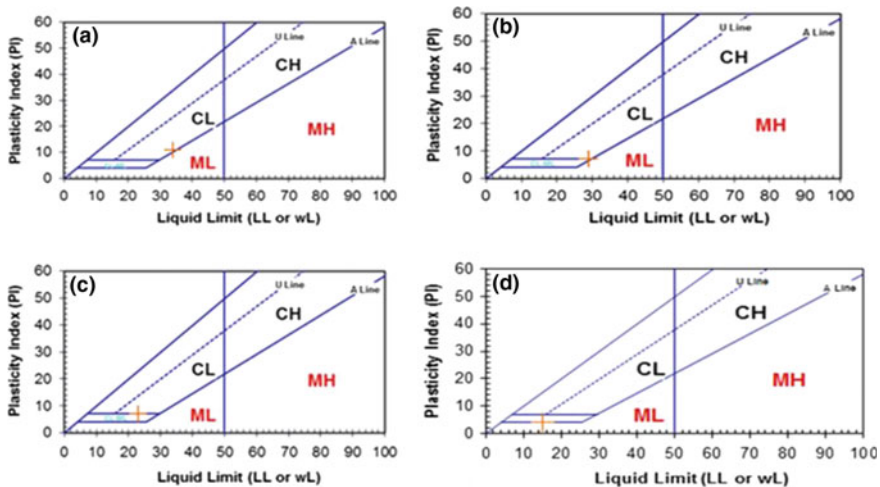 (a)
Plasticity Index (PI)
60
50
40
30
20
10
0
U Line
A Line
CH
CL
MH
ML
0 10 20 30 40 50 60 70 80 90 100
Liquid Limit (LL or wL)
(b)
Plasticity Index (PI)
60
50
40
30
20
10
0
U Line
A Line
CH
CL
MH
ML
0 10 20 30 40 50 60 70 80 90 100
Liquid Limit (LL or wL)
(c)
Plasticity Index (PI)
60
50
40
30
20
10
0
U Line
A Line
CH
CL
MH
ML
0 10 20 30 40 50 60 70 80 90 100
Liquid Limit (LL or wL)
(d)
Plasticity Index (PI)
60
50
40
30
20
10
0
U Line
A Line
CH
CL
MH
ML
0 10 20 30 40 50 60 70 80 90 100
Liquid Limit (LL or wL)